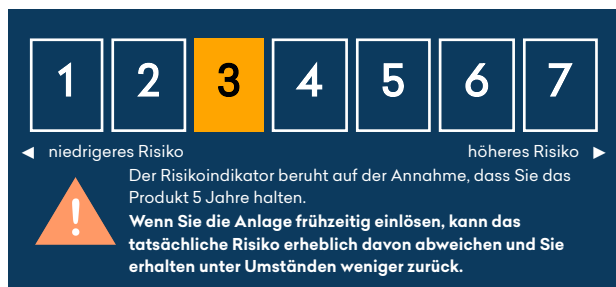 1 2 3 4 5 6 7
◄ niedrigeres Risiko höheres Risiko ►
Der Risikoindikator beruht auf der Annahme, dass Sie das
Produkt 5 Jahre halten.
Wenn Sie die Anlage frühzeitig einlösen, kann das
tatsächliche Risiko erheblich davon abweichen und Sie
erhalten unter Umständen weniger zurück.
!